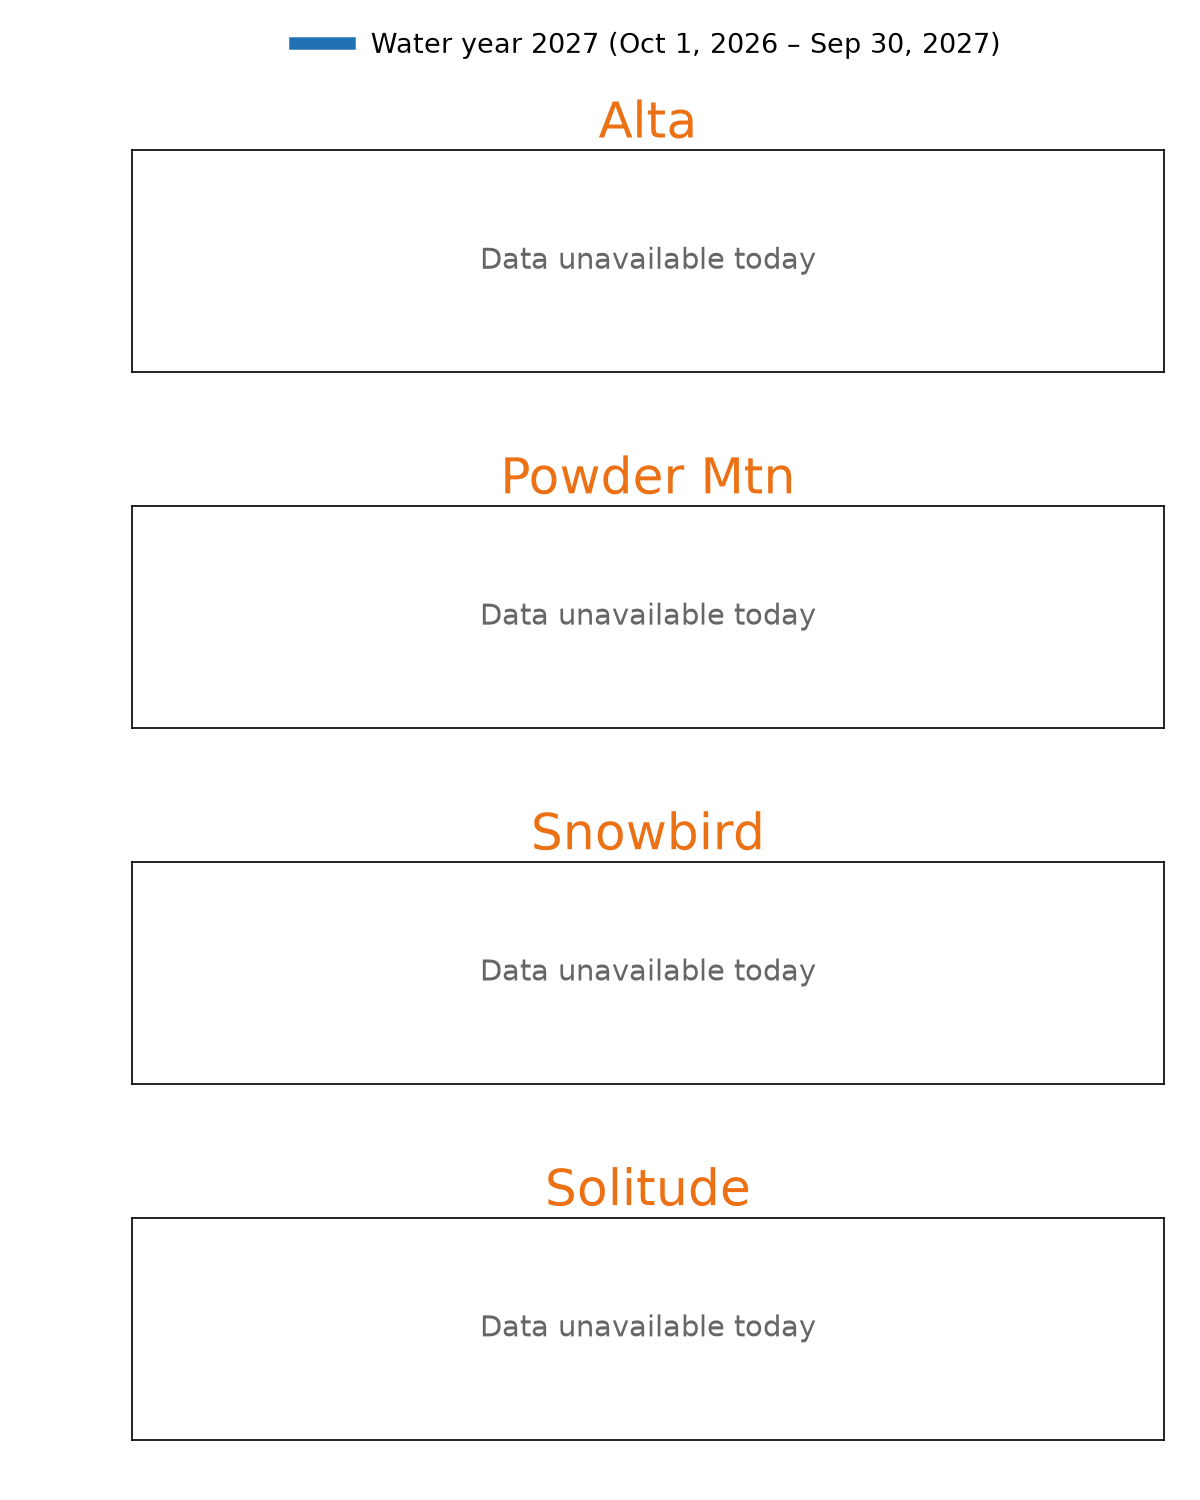 Water year 2027 (Oct 1, 2026 – Sep 30, 2027)
Alta
Data unavailable today
Powder Mtn
Data unavailable today
Snowbird
Data unavailable today
Solitude
Data unavailable today